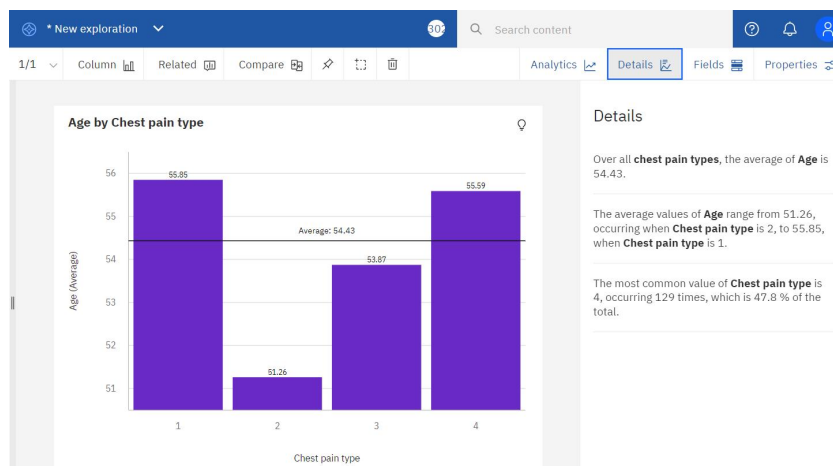 * New exploration
302
Search content
1/1
Column
Related
Compare
Analytics
Details
Fields
Properties
Age by Chest pain type
56
55
54
53
52
51
Age (Average)
55.85
51.26
53.87
55.59
Average: 54.43
1
2
3
4
Chest pain type
Details
Over all chest pain types, the average of Age is
54.43.
The average values of Age range from 51.26,
occurring when Chest pain type is 2, to 55.85,
when Chest pain type is 1.
The most common value of Chest pain type is
4, occurring 129 times, which is 47.8 % of the
total.